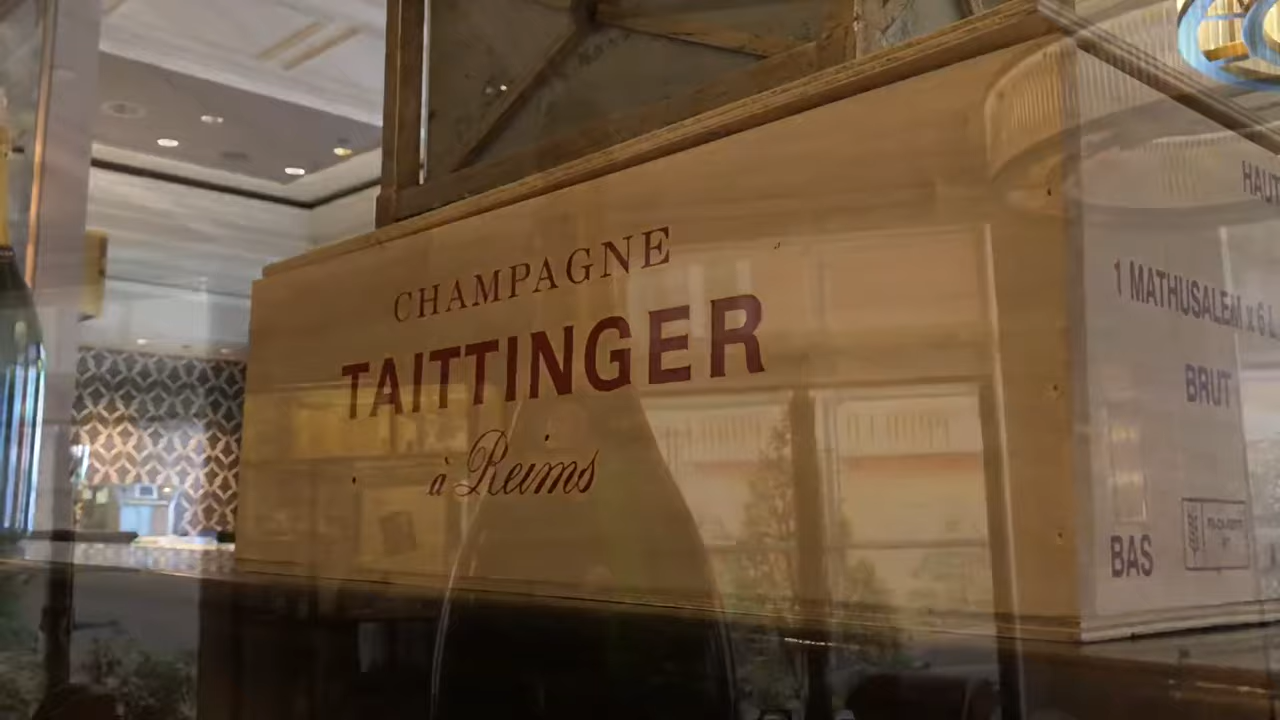 CHAMPAGNE
TAITTINGER
à Reims
HAUT
1 MATHUSALEM x 6 L
BRUT
BAS